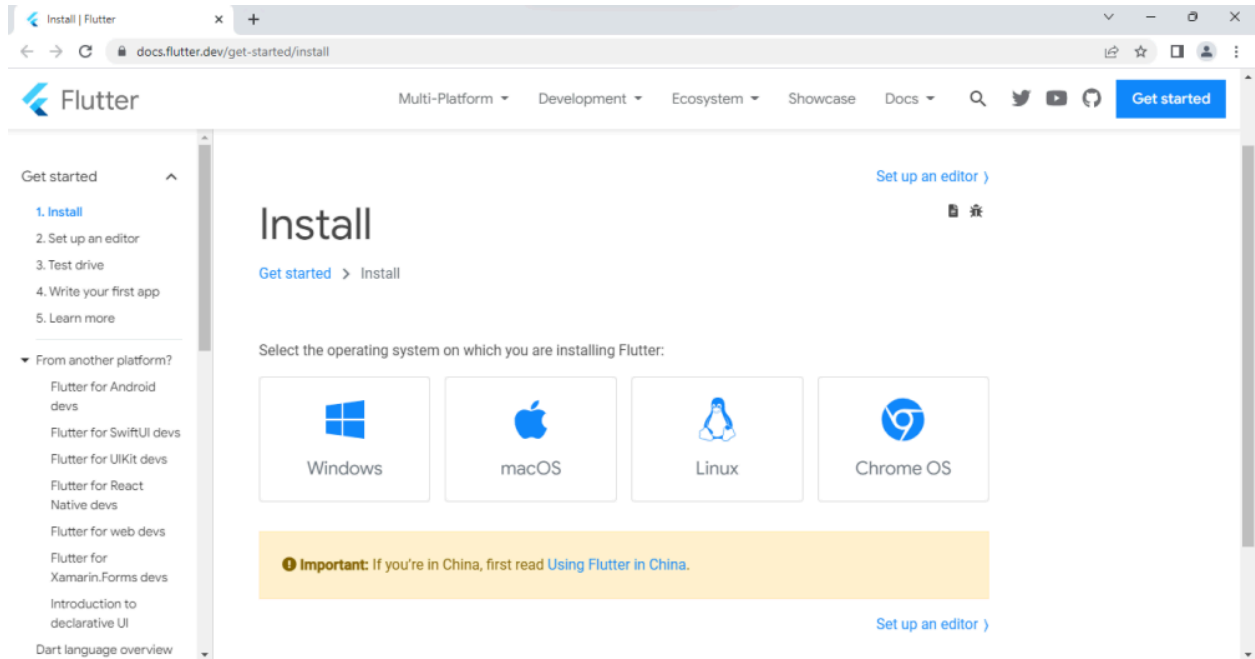 Install | Flutter
docs.flutter.dev/get-started/install
Flutter
Multi-Platform
Development
Ecosystem
Showcase
Docs
Get started
Get started
1. Install
2. Set up an editor
3. Test drive
4. Write your first app
5. Learn more
From another platform?
Flutter for Android
devs
Flutter for SwiftUI devs
Flutter for UIKit devs
Flutter for React
Native devs
Flutter for web devs
Flutter for
Xamarin.Forms devs
Introduction to
declarative UI
Dart language overview
Set up an editor
Install
Get started > Install
Select the operating system on which you are installing Flutter:
Windows
macOS
Linux
Chrome OS
Important: If you're in China, first read Using Flutter in China.
Set up an editor